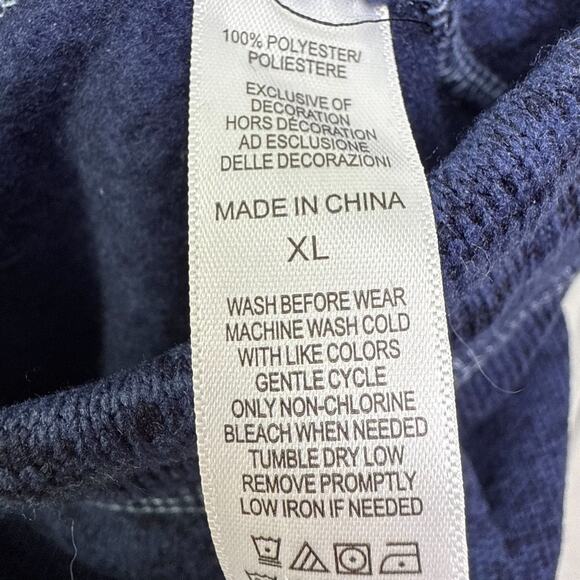 100% POLYESTER/
POLIESTERE
EXCLUSIVE OF
DECORATION
HORS DÉCORATION
AD ESCLUSIONE
DELLE DECORAZIONI
MADE IN CHINA
XL
WASH BEFORE WEAR
MACHINE WASH COLD
WITH LIKE COLORS
GENTLE CYCLE
ONLY NON-CHLORINE
BLEACH WHEN NEEDED
TUMBLE DRY LOW
REMOVE PROMPTLY
LOW IRON IF NEEDED